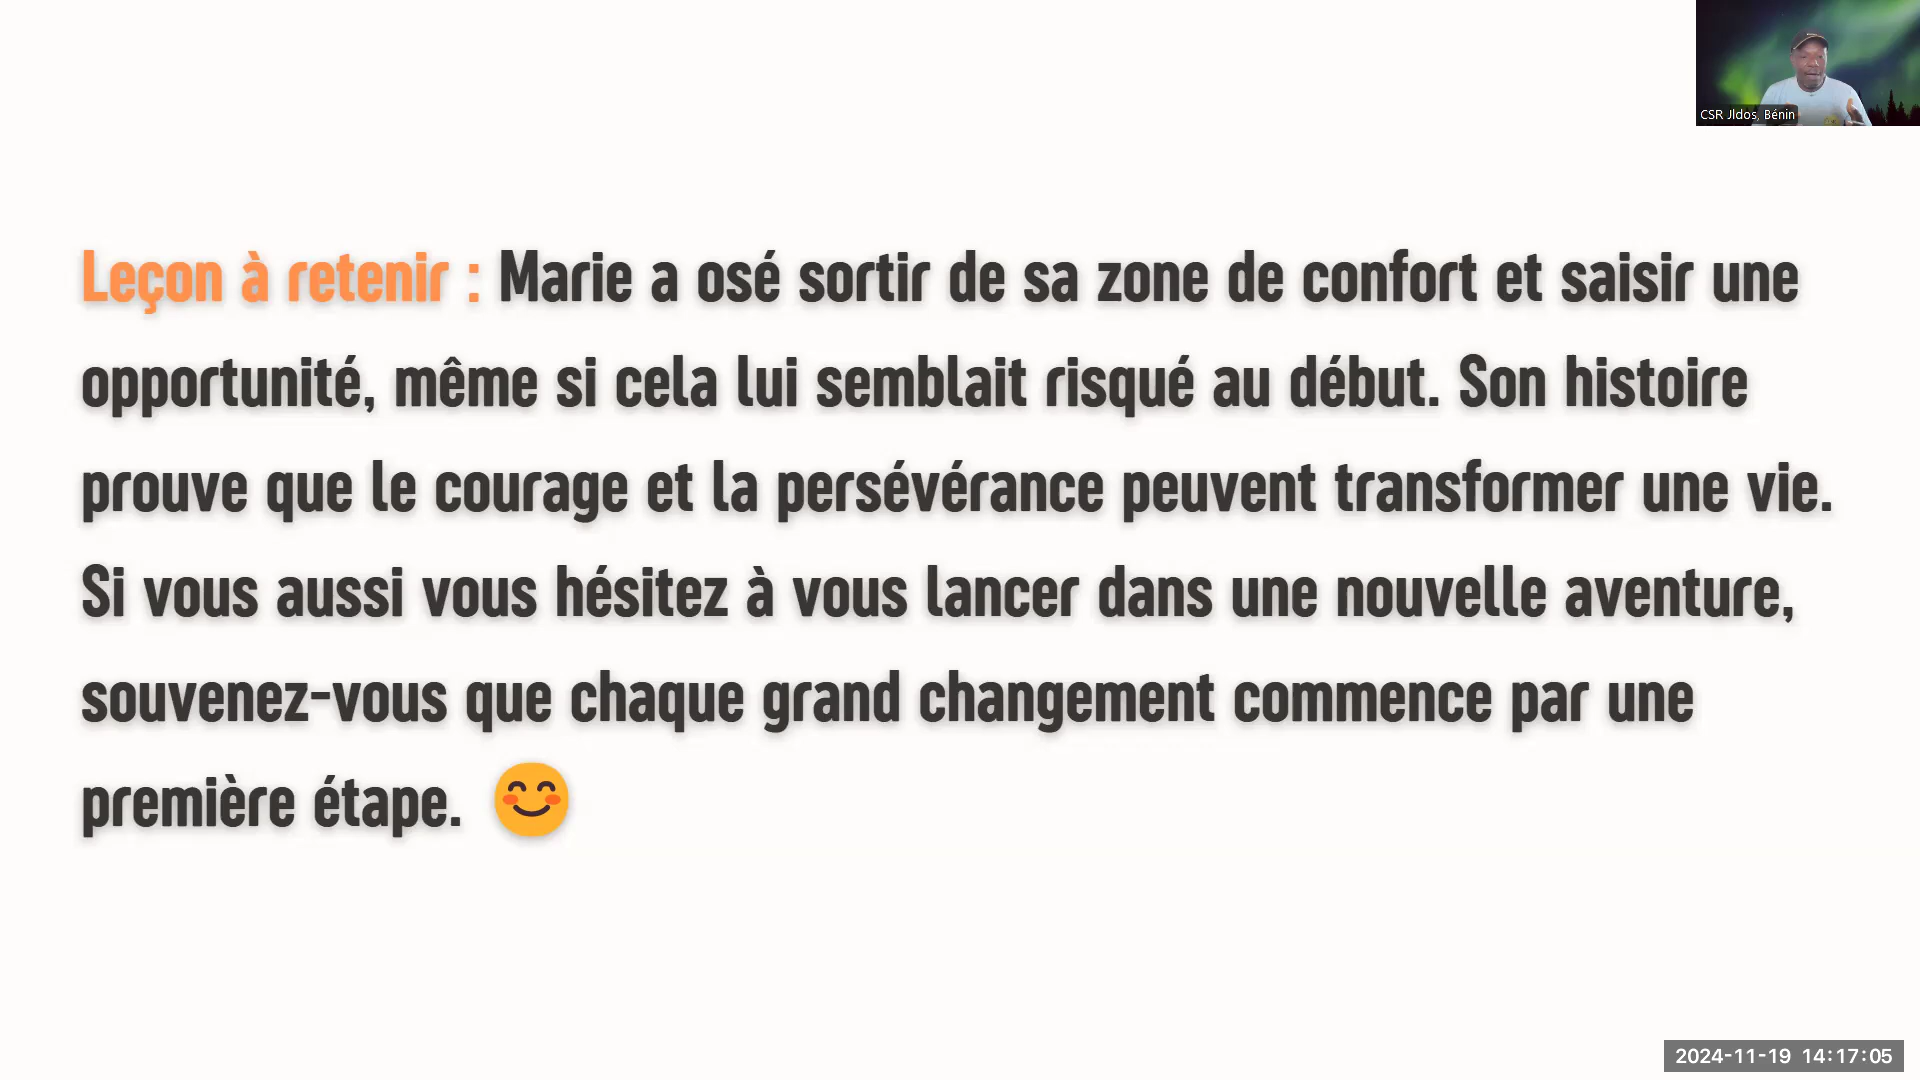 CSR Jldos, Bénin
Leçon à retenir : Marie a osé sortir de sa zone de confort et saisir une
opportunité, même si cela lui semblait risqué au début. Son histoire
prouve que le courage et la persévérance peuvent transformer une vie.
Si vous aussi vous hésitez à vous lancer dans une nouvelle aventure,
souvenez-vous que chaque grand changement commence par une
première étape. 😊
2024-11-19 14:17:05